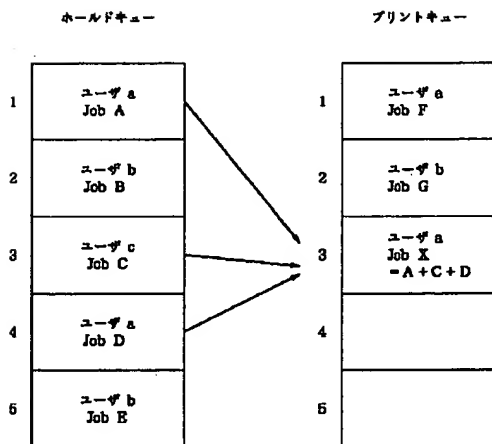 ホールドキュー
プリントキュー
1
ユーザ a
Job A
2
ユーザ b
Job B
3
ユーザ c
Job C
4
ユーザ a
Job D
5
ユーザ b
Job E
1
ユーザ a
Job F
2
ユーザ b
Job G
3
ユーザ a
Job X
=A+C+D
4
5